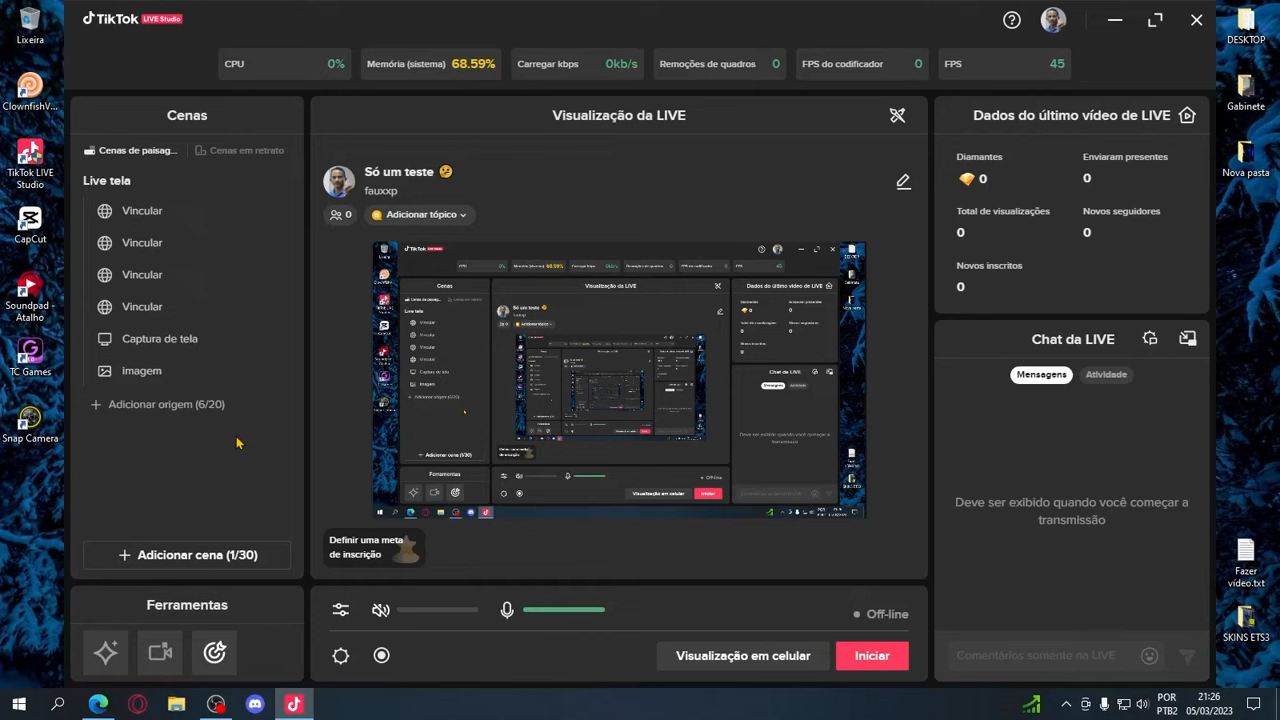 Lixeira
ClownfishV...
TikTok LIVE
Studio
CapCut
Soundpad -
Atalho
TC Games
Snap Camera
TikTok LIVE Studio
CPU 0%
Memória (sistema) 68.59%
Carregar kbps 0kb/s
Remoções de quadros 0
FPS do codificador 0
FPS 45
Cenas
Cenas de paisag...
Cenas em retrato
Live tela
Vincular
Vincular
Vincular
Vincular
Captura de tela
imagem
+ Adicionar origem (6/20)
+ Adicionar cena (1/30)
Ferramentas
Visualização da LIVE
Só um teste 🤔
fauxxp
0
Adicionar tópico
Definir uma meta
de inscrição
Off-line
Visualização em celular
Iniciar
Dados do último vídeo de LIVE
Diamantes
0
Enviaram presentes
0
Total de visualizações
0
Novos seguidores
0
Novos inscritos
0
Chat da LIVE
Mensagens
Atividade
Deve ser exibido quando você começar a
transmissão
Comentários somente na LIVE
DESKTOP
Gabinete
Nova pasta
Fazer
vídeo.txt
SKINS ETS3
POR
PTB2
21:26
05/03/2023